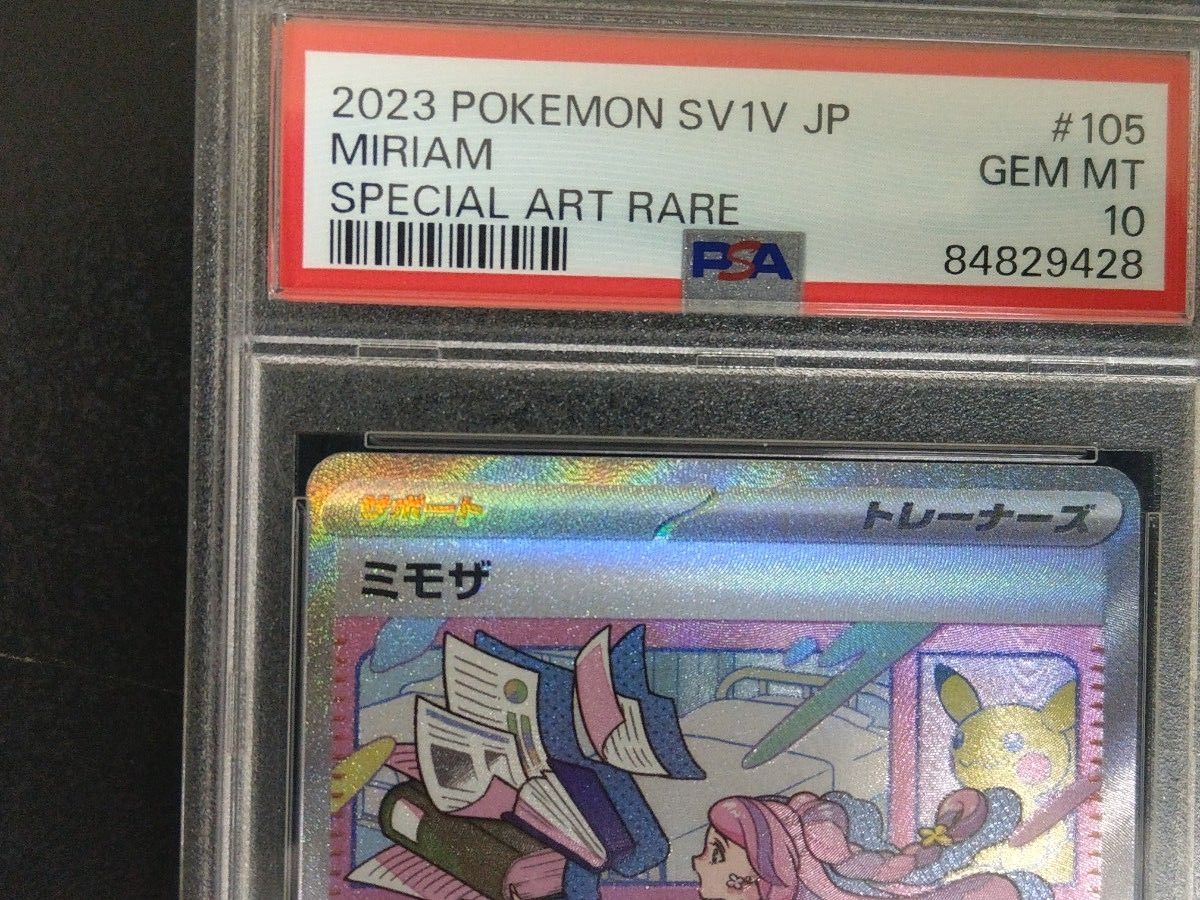 2023 POKEMON SV1V JP #105
MIRIAM GEM MT
SPECIAL ART RARE 10
PSA 84829428
サポート トレーナーズ
ミモザ